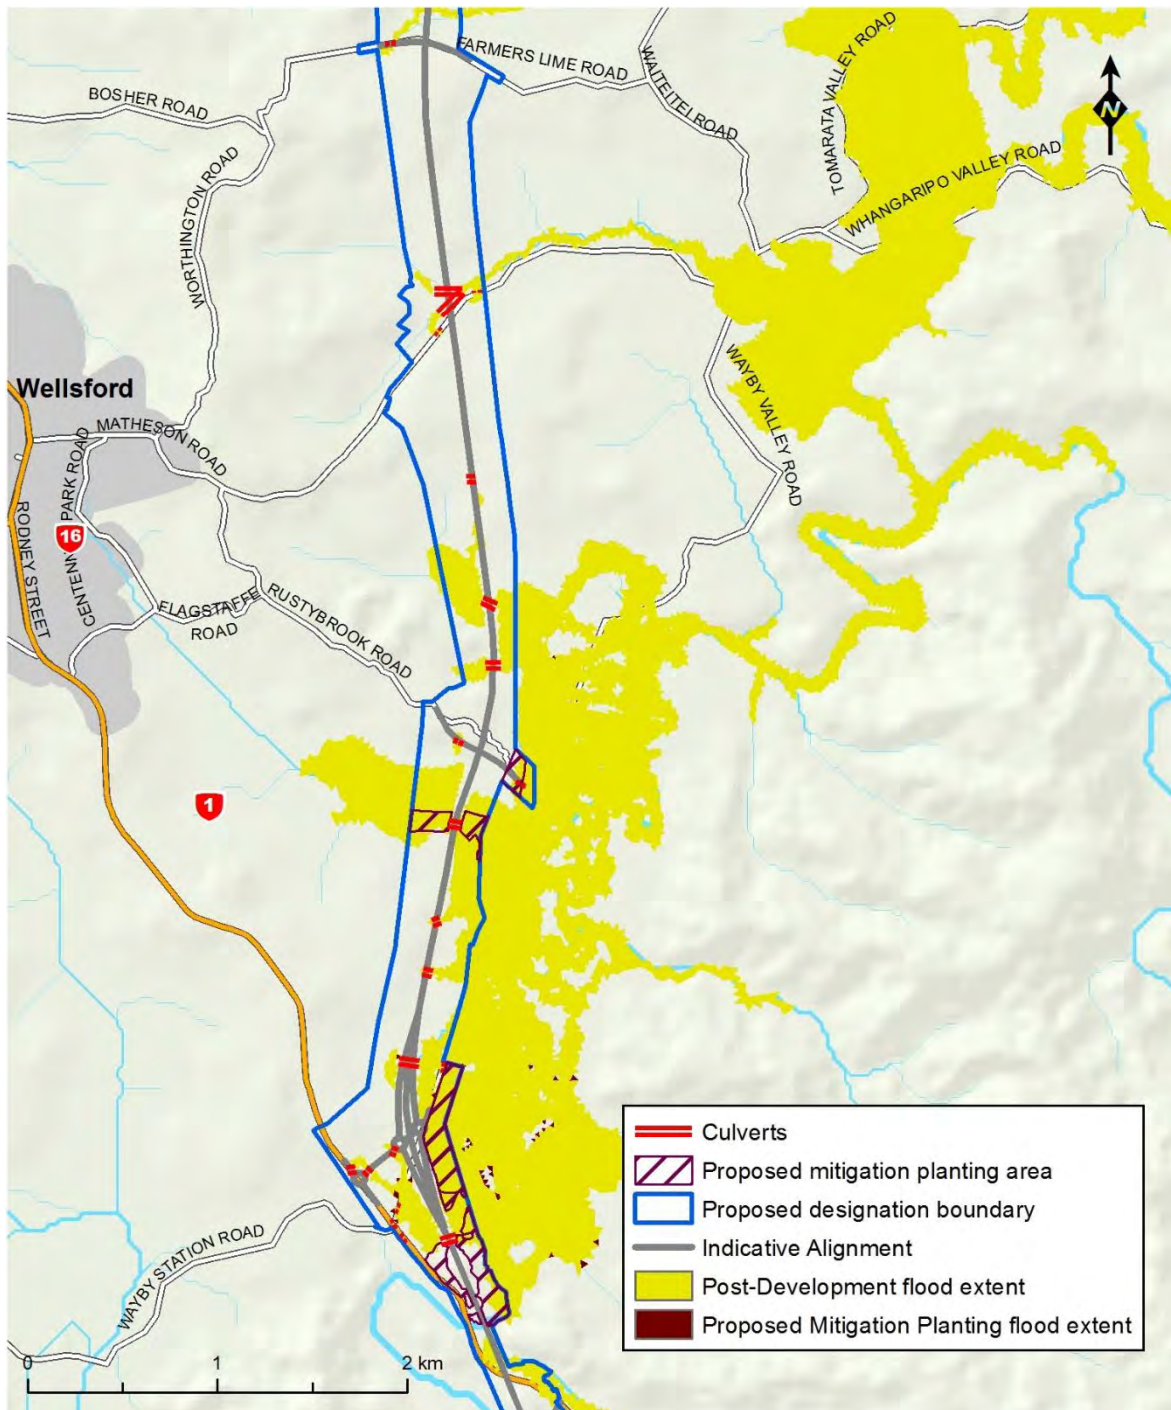 FARMERS LIME ROAD
WAITEITEI ROAD
TOMARATA VALLEY ROAD
N
BOSHER ROAD
WORTHINGTON ROAD
WHANGARIPO VALLEY ROAD
Wellsford
MATHESON ROAD
WAYBY VALLEY ROAD
PARK ROAD
CENTENN
16
RODNEY STREET
FLAGSTAFFE
ROAD
RUSTYBROOK ROAD
1
Culverts
Proposed mitigation planting area
Proposed designation boundary
Indicative Alignment
Post-Development flood extent
Proposed Mitigation Planting flood extent
WAYBY STATION ROAD
0 1 2 km